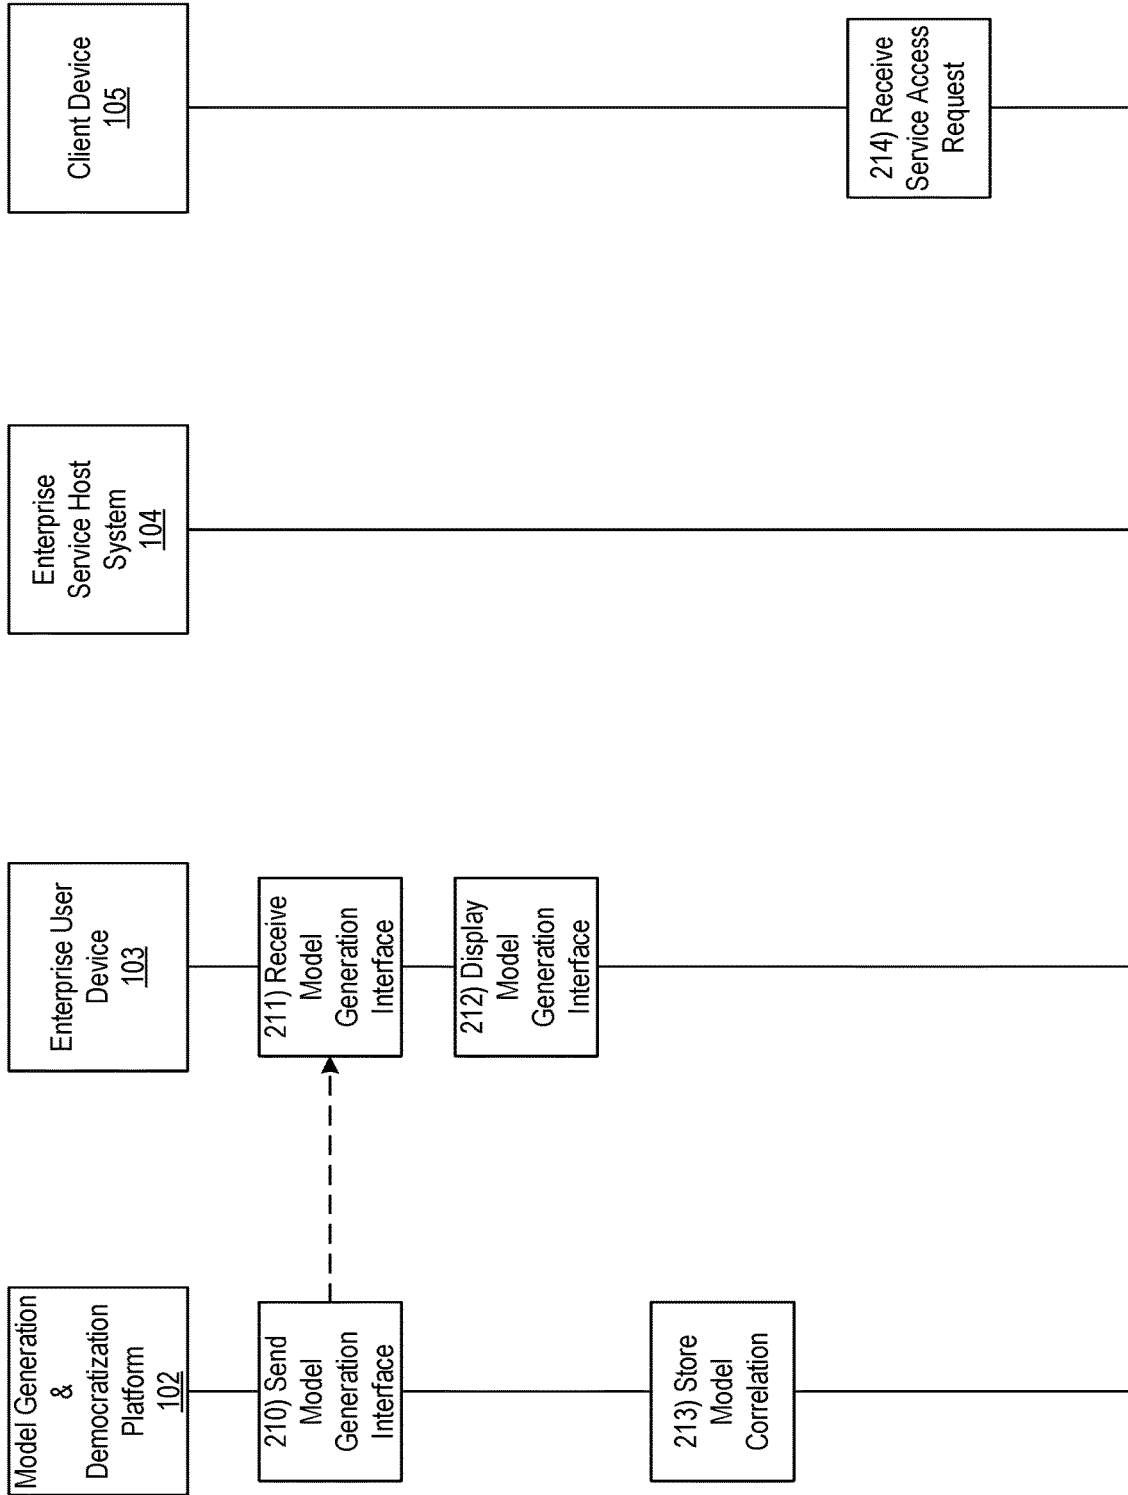 Model Generation
&
Democratization
Platform
102
Enterprise User
Device
103
Enterprise
Service Host
System
104
Client Device
105
210) Send
Model
Generation
Interface
211) Receive
Model
Generation
Interface
212) Display
Model
Generation
Interface
213) Store
Model
Correlation
214) Receive
Service Access
Request